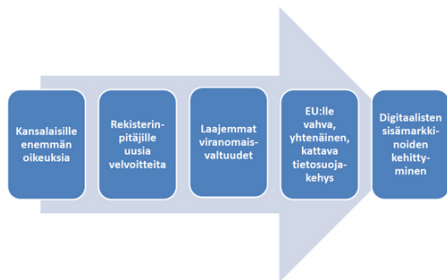 Kansalaisille
enemmän
oikeuksia
Rekisterin-
pitäjille
uusia
velvoitteita
Laajemmat
viranomais-
valtuudet
EU:lle
vahva,
yhtenäinen,
kattava
tietosuoja-
kehys
Digitaalisten
sisämarkki-
noiden
kehitty-
minen